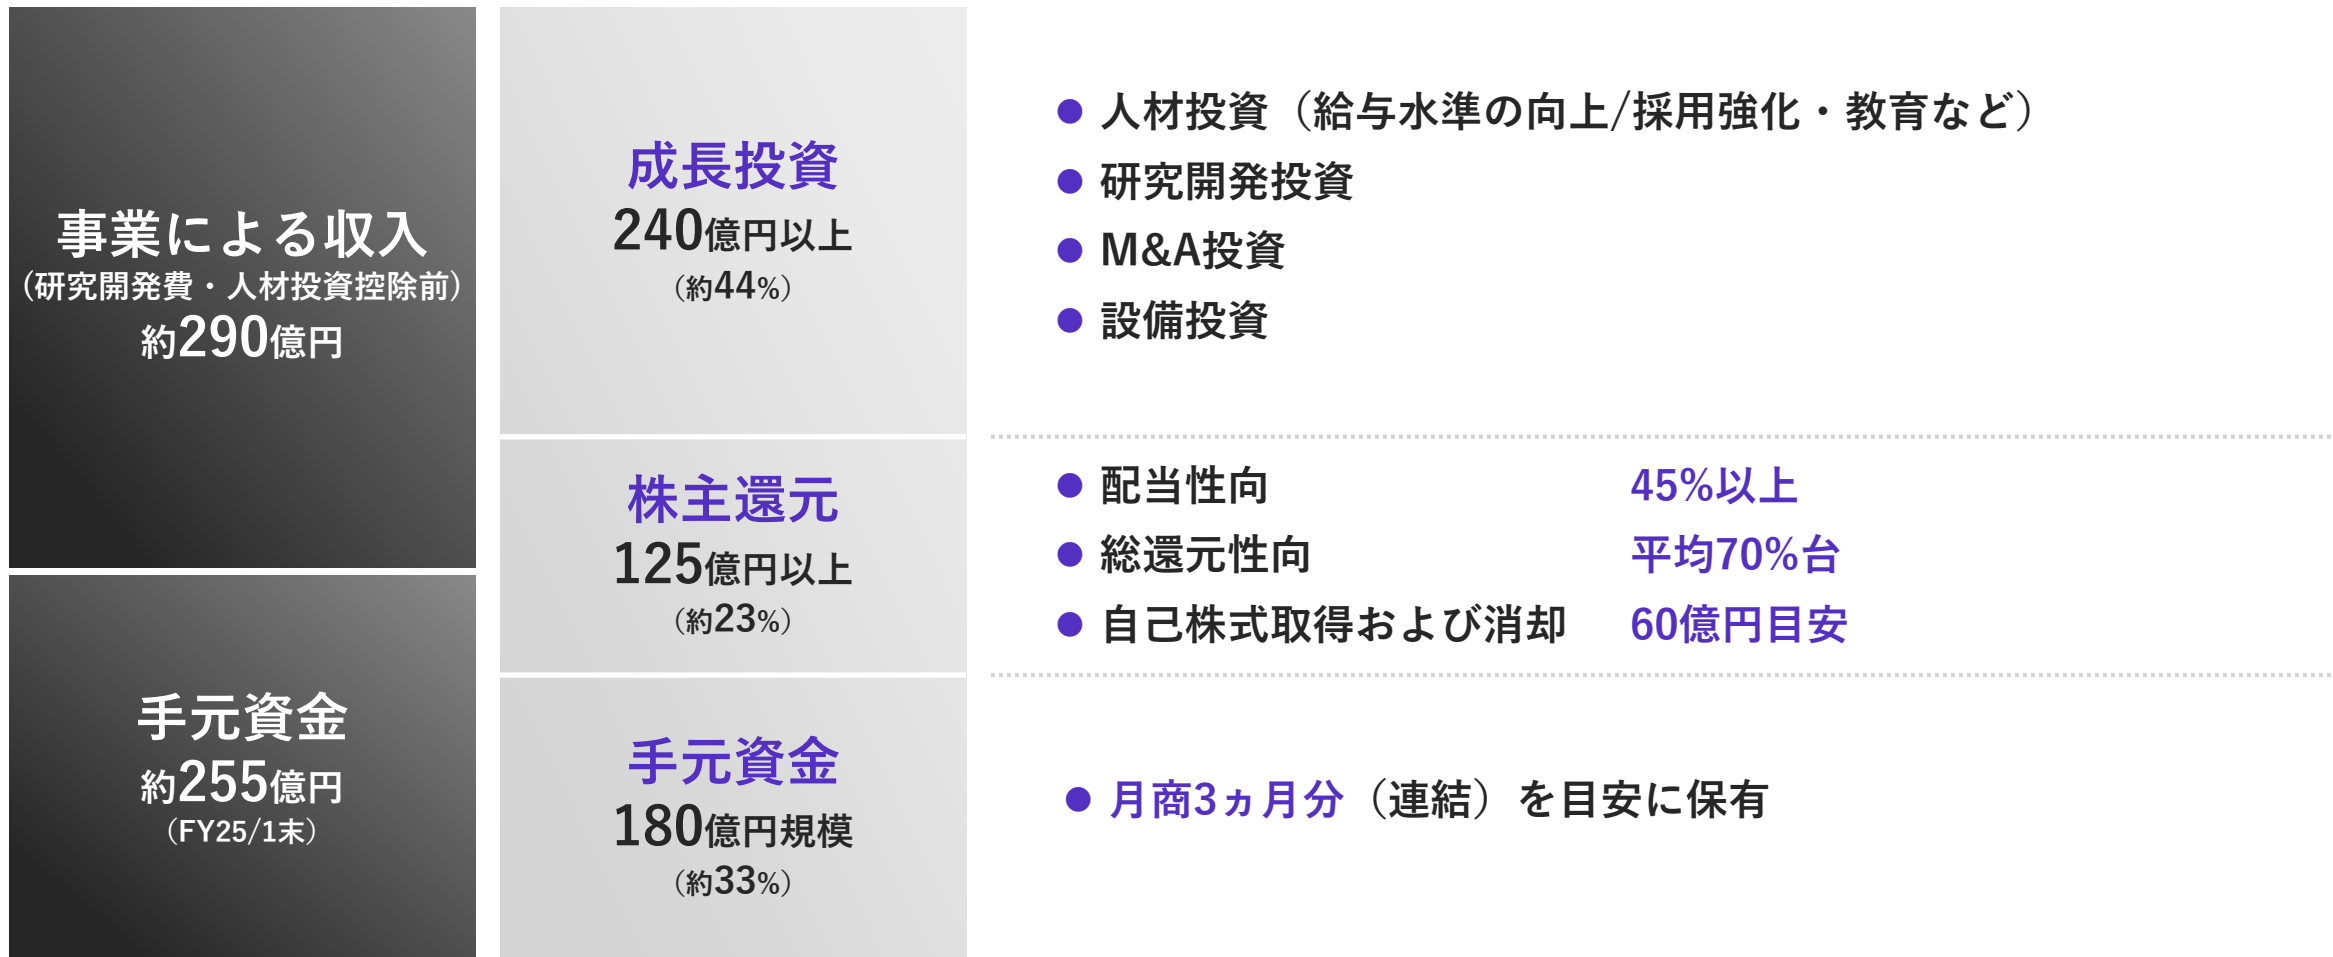 事業による収入
(研究開発費・人材投資控除前)
約290億円
手元資金
約255億円
(FY25/1末)
成長投資
240億円以上
(約44%)
株主還元
125億円以上
(約23%)
手元資金
180億円規模
(約33%)
● 人材投資（給与水準の向上/採用強化・教育など）
● 研究開発投資
● M&A投資
● 設備投資
● 配当性向 45%以上
● 総還元性向 平均70%台
● 自己株式取得および消却 60億円目安
● 月商3ヵ月分（連結）を目安に保有